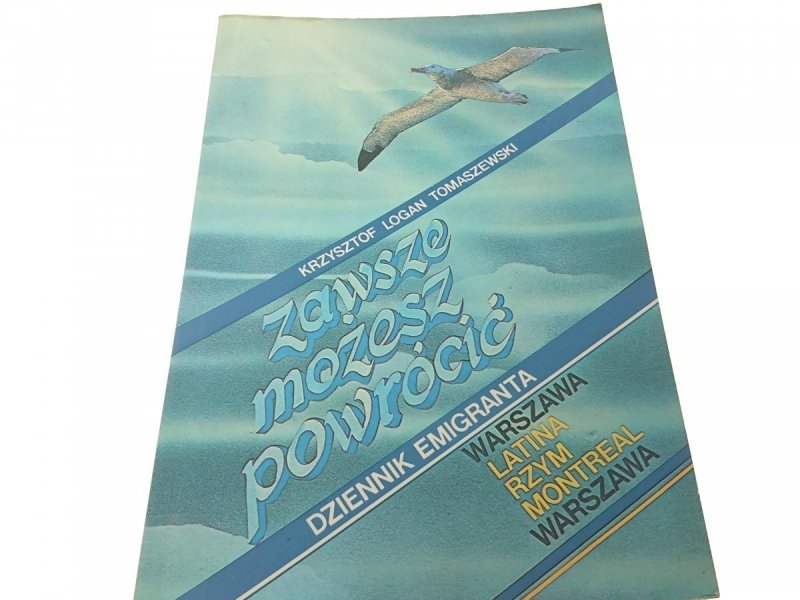 KRZYSZTOF LOGAN TOMASZEWSKI
zawsze
możesz
powrócić
DZIENNIK EMIGRANTA
WARSZAWA
LATINA
RZYM
MONTREAL
WARSZAWA